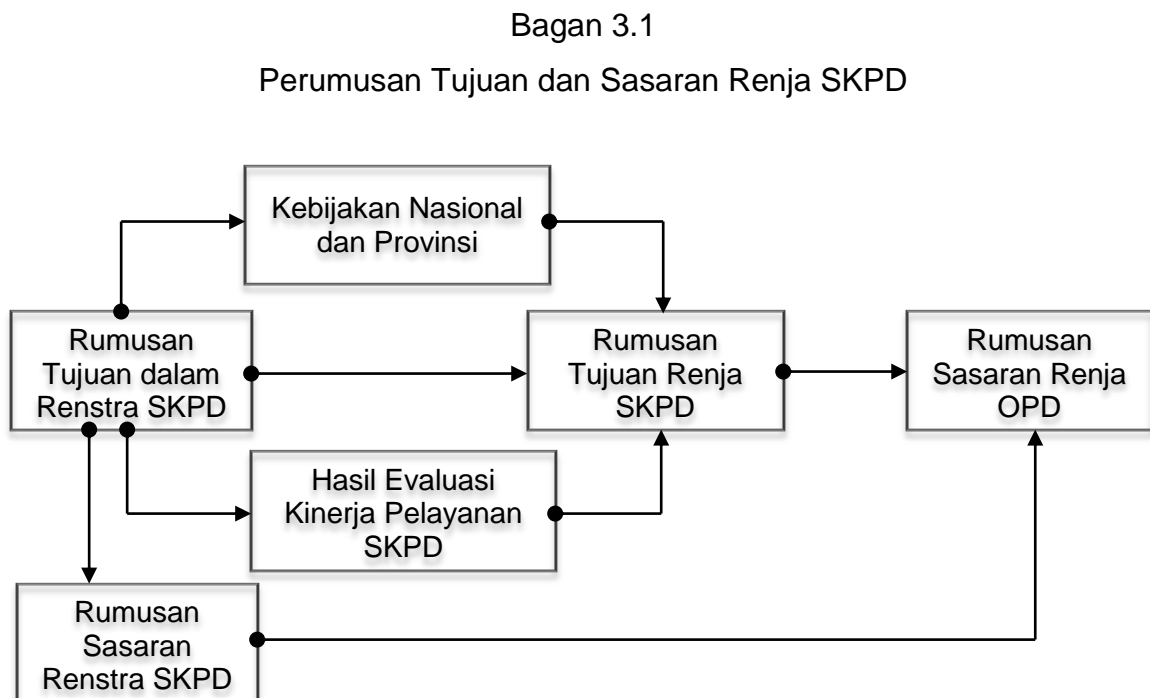 Bagan 3.1
Perumusan Tujuan dan Sasaran Renja SKPD
Kebijakan Nasional
dan Provinsi
Rumusan
Tujuan dalam
Renstra SKPD
Rumusan
Tujuan Renja
SKPD
Rumusan
Sasaran Renja
OPD
Hasil Evaluasi
Kinerja Pelayanan
SKPD
Rumusan
Sasaran
Renstra SKPD